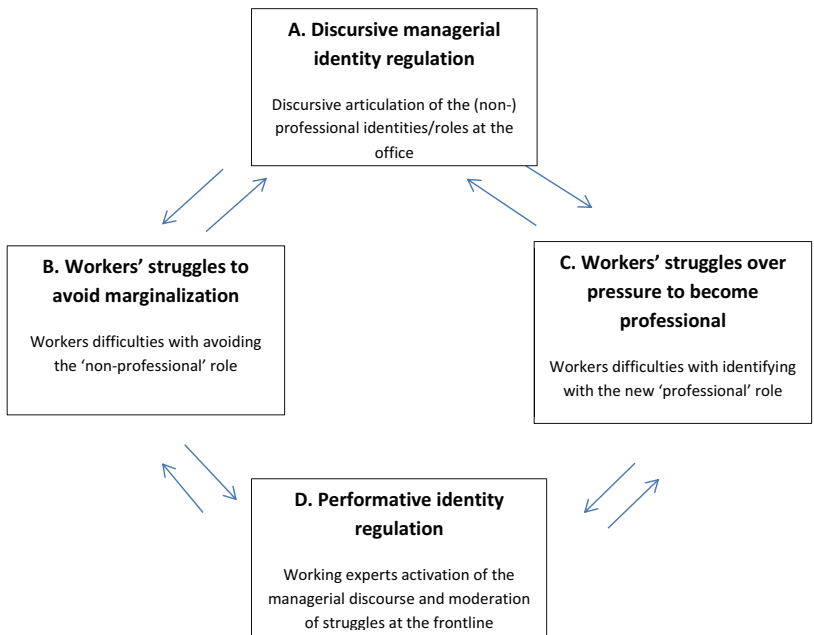 A. Discursive managerial
identity regulation
Discursive articulation of the (non-)
professional identities/roles at the
office
B. Workers’ struggles to
avoid marginalization
Workers difficulties with avoiding
the ‘non-professional’ role
C. Workers’ struggles over
pressure to become
professional
Workers difficulties with identifying
with the new ‘professional’ role
D. Performative identity
regulation
Working experts activation of the
managerial discourse and moderation
of struggles at the frontline